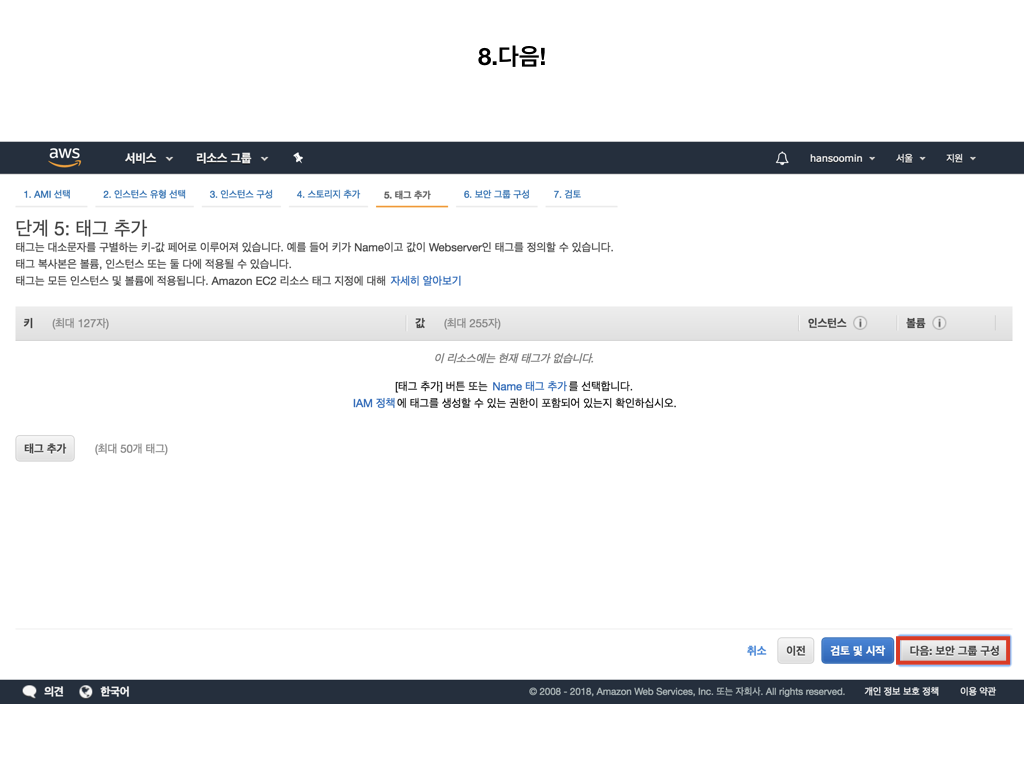 8.다음!
aws 서비스 리소스 그룹 hansoomin 서울 지원
1. AMI 선택 2. 인스턴스 유형 선택 3. 인스턴스 구성 4. 스토리지 추가 5. 태그 추가 6. 보안 그룹 구성 7. 검토
단계 5: 태그 추가
태그는 대소문자를 구별하는 키-값 페어로 이루어져 있습니다. 예를 들어 키가 Name이고 값이 Webserver인 태그를 정의할 수 있습니다.
태그 복사본은 볼륨, 인스턴스 또는 둘 다에 적용될 수 있습니다.
태그는 모든 인스턴스 및 볼륨에 적용됩니다. Amazon EC2 리소스 태그 지정에 대해 자세히 알아보기
키 (최대 127자) 값 (최대 255자) 인스턴스 볼륨
이 리소스에는 현재 태그가 없습니다.
[태그 추가] 버튼 또는 Name 태그 추가를 선택합니다.
IAM 정책에 태그를 생성할 수 있는 권한이 포함되어 있는지 확인하십시오.
태그 추가 (최대 50개 태그)
취소 이전 검토 및 시작 다음: 보안 그룹 구성
의견 한국어 © 2008 - 2018, Amazon Web Services, Inc. 또는 자회사. All rights reserved. 개인 정보 보호 정책 이용 약관